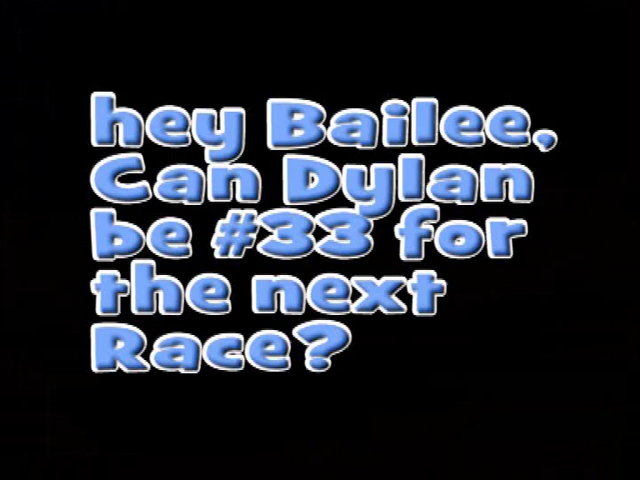 hey Bailee,
Can Dylan
be #33 for
the next
Race?